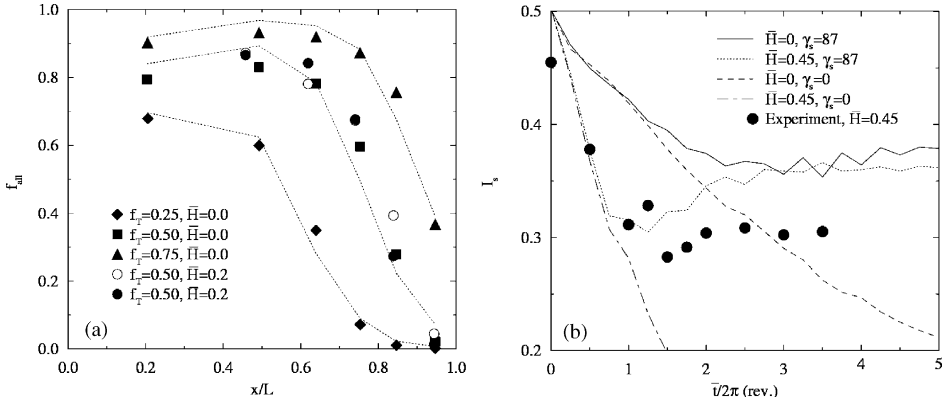 1.0
0.8
0.6
0.4
0.2
0.0
f_all
f_T=0.25, H̄=0.0
f_T=0.50, H̄=0.0
f_T=0.75, H̄=0.0
f_T=0.50, H̄=0.2
f_T=0.50, H̄=0.2
(a)
0.0 0.2 0.4 0.6 0.8 1.0
x/L
0.5
0.4
0.3
0.2
I_s
H̄=0, γ_s=87
H̄=0.45, γ_s=87
H̄=0, γ_s=0
H̄=0.45, γ_s=0
Experiment, H̄=0.45
(b)
0 1 2 3 4 5
t̄/2π (rev.)